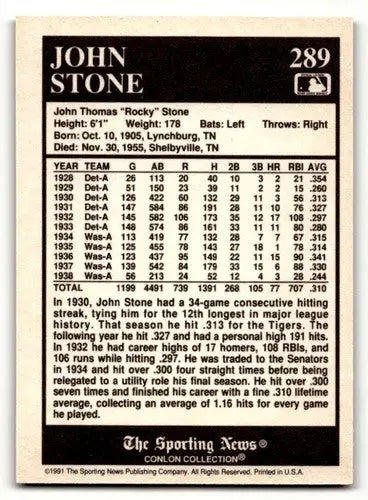 JOHN
STONE
289
John Thomas "Rocky" Stone
Height: 6'1" Weight: 178 Bats: Left Throws: Right
Born: Oct. 10, 1905, Lynchburg, TN
Died: Nov. 30, 1955, Shelbyville, TN
YEAR TEAM G AB R H 2B 3B HR RBI AVG
1928 Det-A 26 113 20 40 10 3 2 21 .354
1929 Det-A 51 150 23 39 11 2 2 15 .260
1930 Det-A 126 422 60 132 29 11 3 56 .313
1931 Det-A 147 584 86 191 28 11 10 76 .327
1932 Det-A 145 582 106 173 35 12 17 108 .297
1933 Det-A 148 574 86 161 33 11 11 80 .280
1934 Was-A 113 419 77 132 28 7 7 67 .315
1935 Was-A 125 455 78 143 27 18 1 78 .314
1936 Was-A 123 437 95 149 22 11 15 90 .341
1937 Was-A 139 542 84 179 33 15 6 88 .330
1938 Was-A 56 213 24 52 12 4 3 28 .244
TOTAL 1199 4491 739 1391 268 105 77 707 .310
In 1930, John Stone had a 34-game consecutive hitting
streak, tying him for the 12th longest in major league
history. That season he hit .313 for the Tigers. The
following year he hit .327 and had a personal high 191 hits.
In 1932 he had career highs of 17 homers, 108 RBIs, and
106 runs while hitting .297. He was traded to the Senators
in 1934 and hit over .300 four straight times before being
relegated to a utility role his final season. He hit over .300
seven times and finished his career with a fine .310 lifetime
average, collecting an average of 1.16 hits for every game
he played.
The Sporting News®
CONLON COLLECTION™
©1991 The Sporting News Publishing Company. All Rights Reserved. Printed in U.S.A.